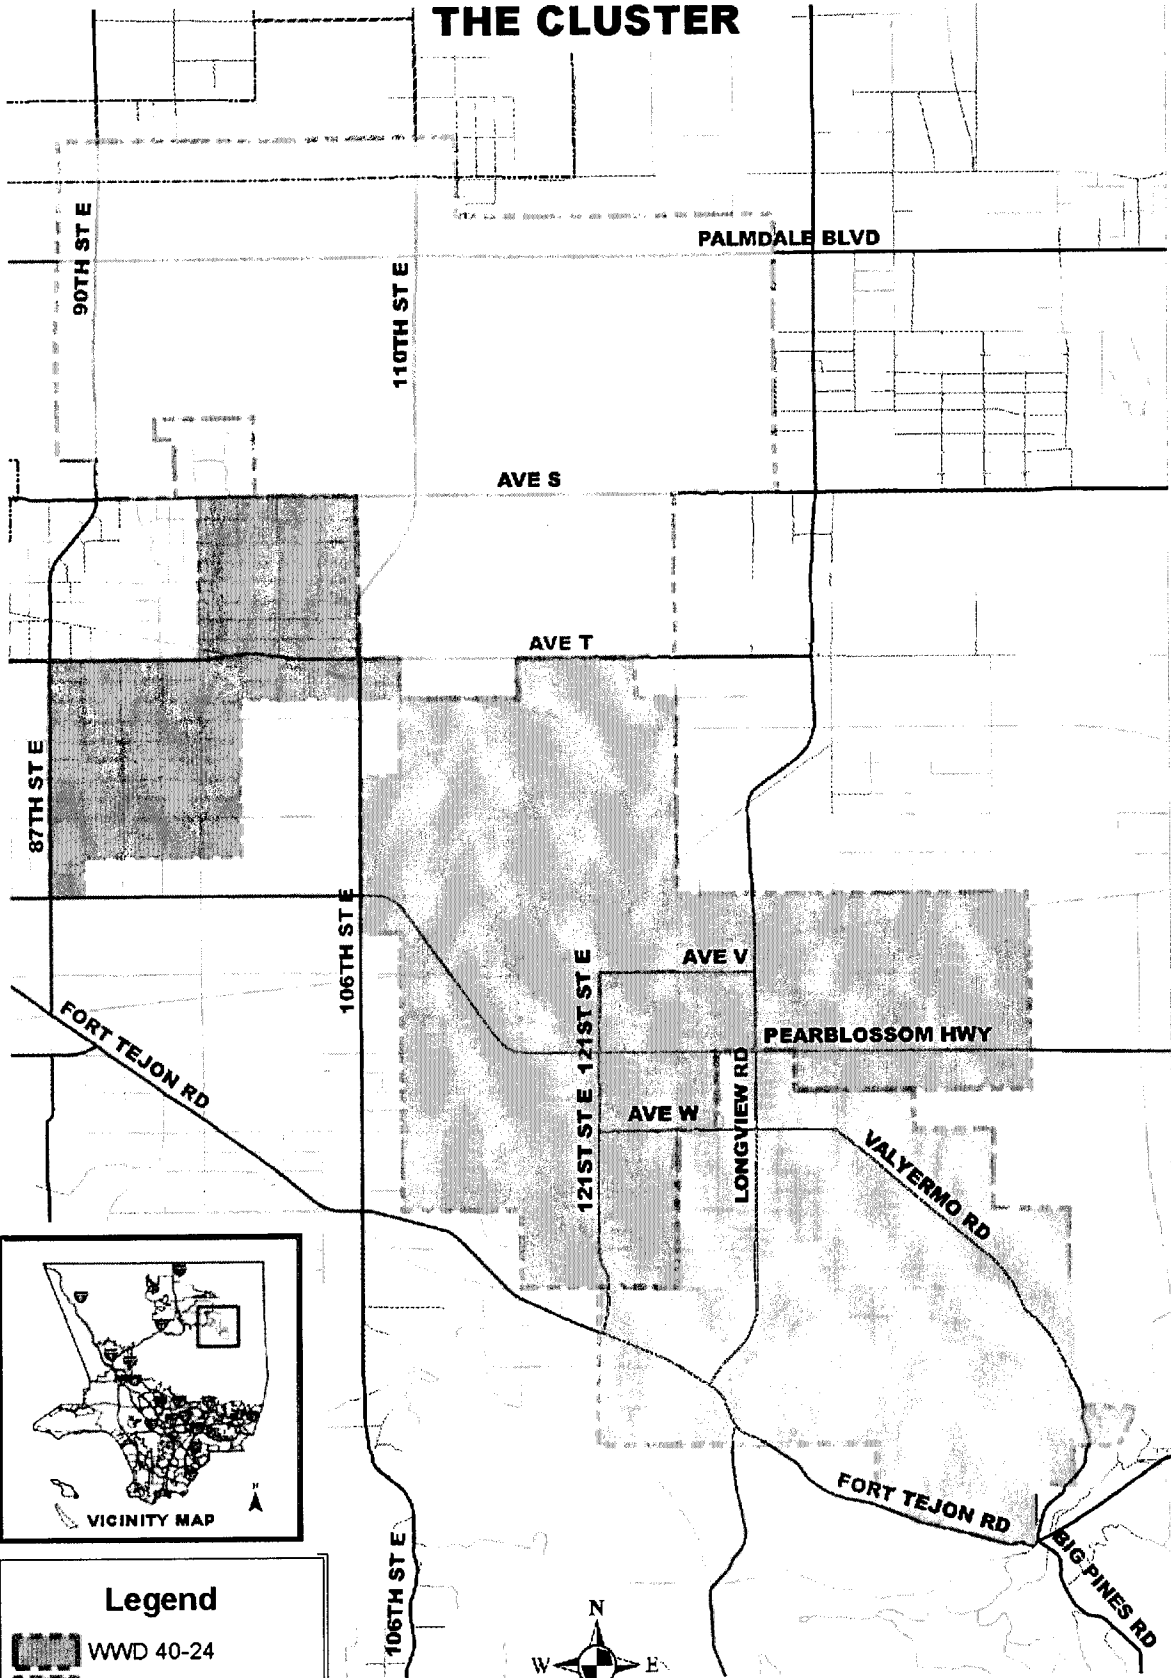 THE CLUSTER
PALMDALE BLVD
90TH ST E
110TH ST E
AVE S
AVE T
87TH ST E
106TH ST E
AVE V
121ST ST E
PEARBLOSSOM HWY
FORT TEJON RD
121ST ST E
AVE W
LONGVIEW RD
VALYERMO RD
VICINITY MAP
N
FORT TEJON RD
BIG PINES RD
106TH ST E
Legend
WWD 40-24
N
W
E